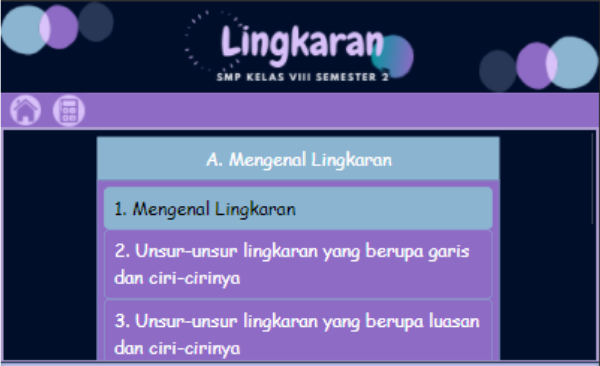 Lingkaran
SMP KELAS VIII SEMESTER 2
A. Mengenal Lingkaran
1. Mengenal Lingkaran
2. Unsur-unsur lingkaran yang berupa garis
dan ciri-cirinya
3. Unsur-unsur lingkaran yang berupa luasan
dan ciri-cirinya